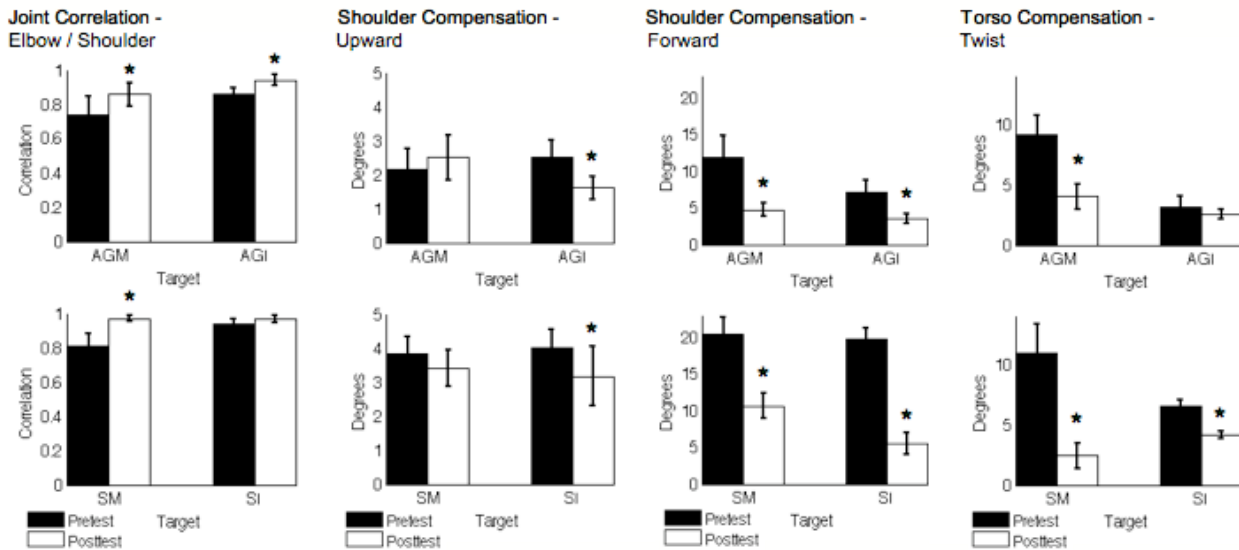 Joint Correlation -
Elbow / Shoulder
Shoulder Compensation -
Upward
Shoulder Compensation -
Forward
Torso Compensation -
Twist
1
0.8
0.6
0.4
0.2
0
Correlation
*
*
AGM
AGI
Target
5
4
3
2
1
0
Degrees
*
AGM
AGI
Target
20
15
10
5
0
Degrees
*
*
AGM
AGI
Target
10
5
0
Degrees
*
AGM
AGI
Target
1
0.8
0.6
0.4
0.2
0
Correlation
*
SM
SI
Target
Pretest
Posttest
5
4
3
2
1
0
Degrees
*
SM
SI
Target
Pretest
Posttest
20
15
10
5
0
Degrees
*
*
SM
SI
Target
Pretest
Posttest
10
5
0
Degrees
*
*
SM
SI
Target
Pretest
Posttest